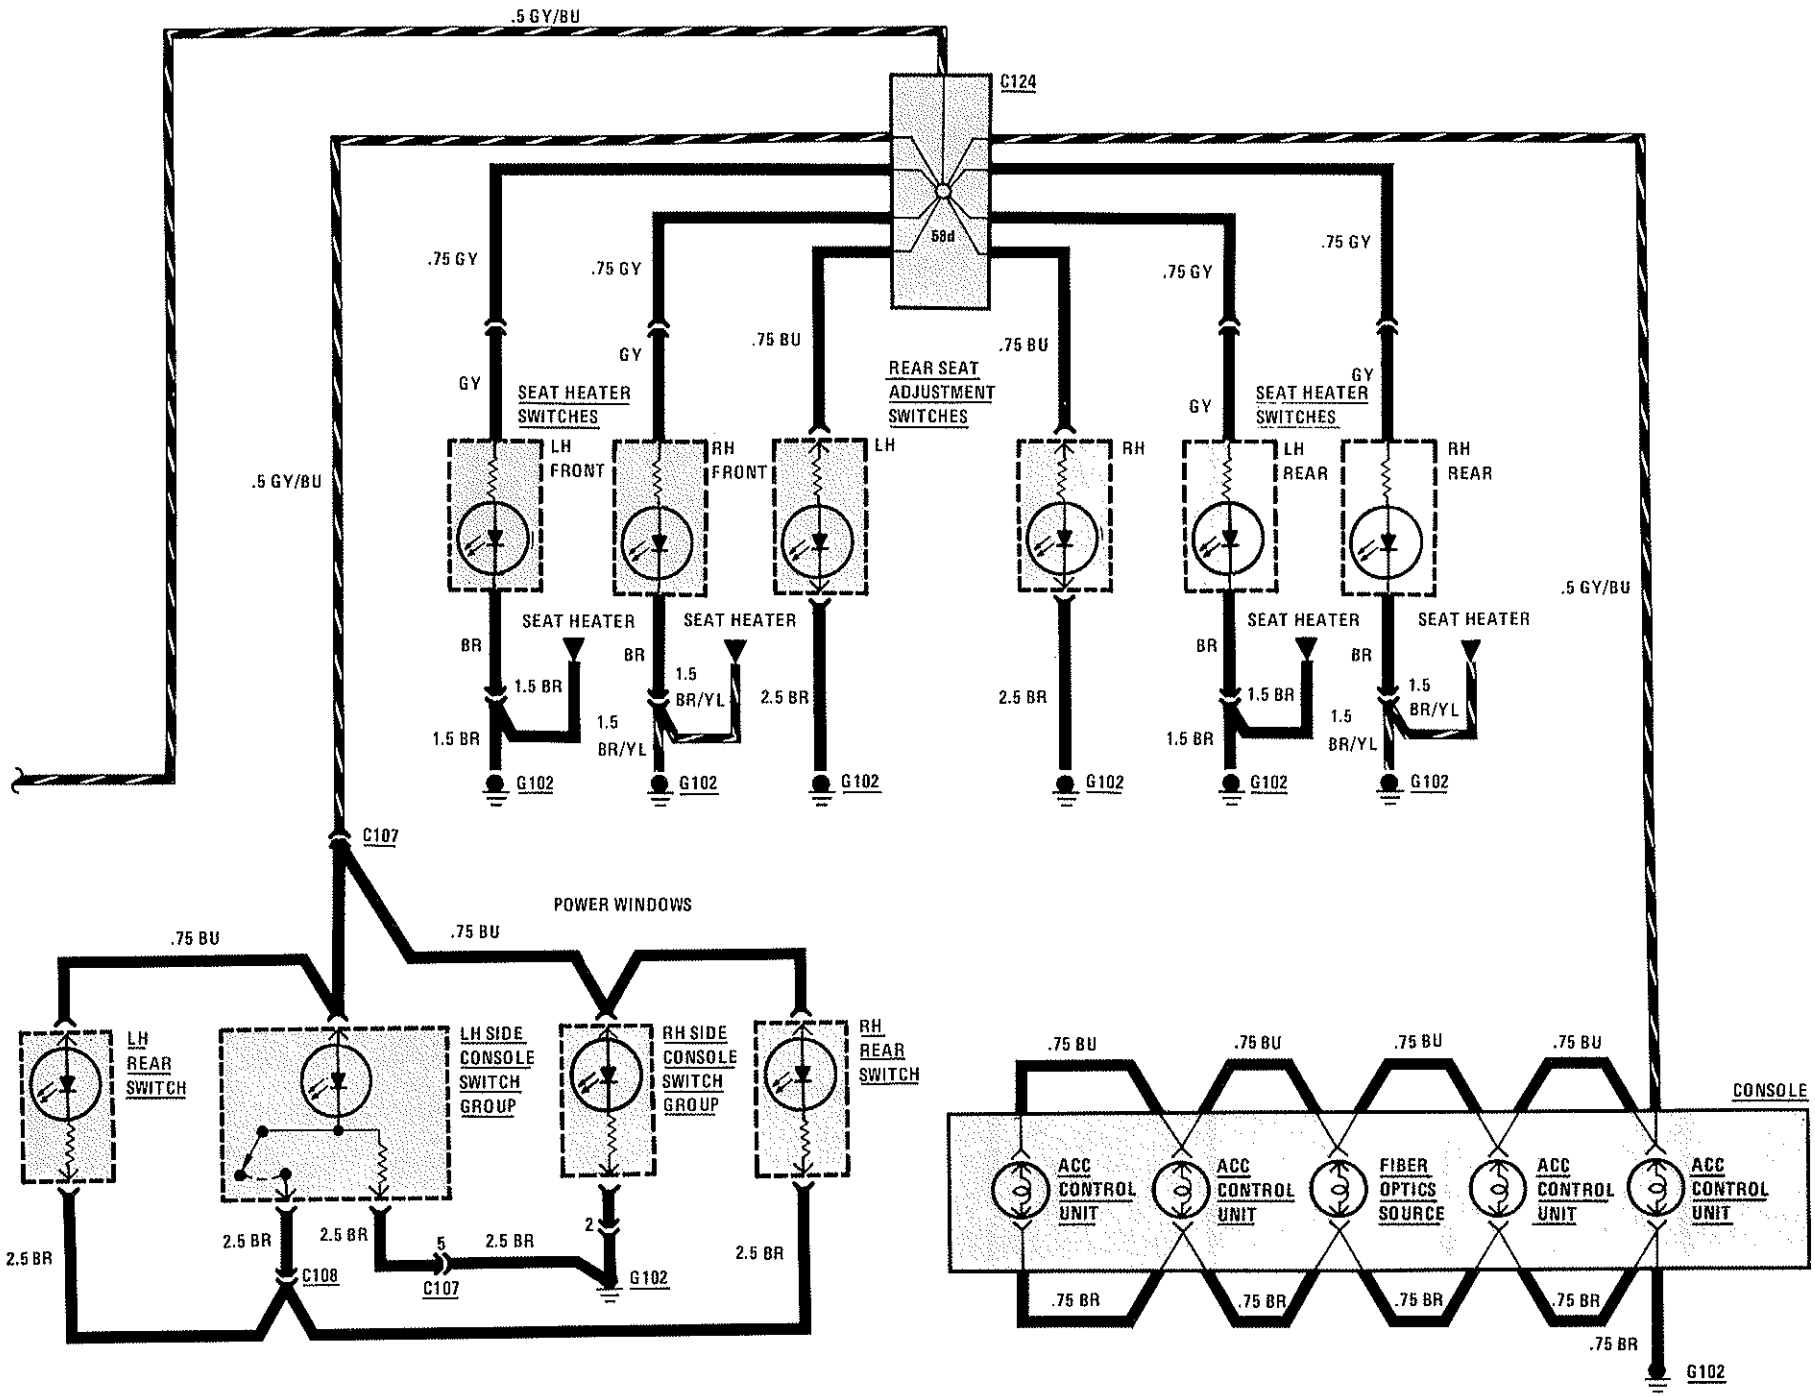 .5 GY/BU
C124
58d
.75 GY
.75 GY
.75 GY
.75 GY
.75 BU
.75 BU
GY
GY
GY
GY
SEAT HEATER
SWITCHES
REAR SEAT
ADJUSTMENT
SWITCHES
SEAT HEATER
SWITCHES
LH
FRONT
RH
FRONT
LH
RH
LH
REAR
RH
REAR
.5 GY/BU
.5 GY/BU
SEAT HEATER
SEAT HEATER
SEAT HEATER
SEAT HEATER
BR
1.5 BR
1.5 BR
BR
1.5
BR/YL
1.5
BR/YL
2.5 BR
2.5 BR
BR
1.5 BR
1.5 BR
BR
1.5
BR/YL
1.5
BR/YL
G102
G102
G102
G102
G102
G102
C107
POWER WINDOWS
.75 BU
.75 BU
LH
REAR
SWITCH
LH SIDE
CONSOLE
SWITCH
GROUP
RH SIDE
CONSOLE
SWITCH
GROUP
RH
REAR
SWITCH
2.5 BR
2.5 BR
2.5 BR
5
2.5 BR
2
2.5 BR
C108
C107
G102
.75 BU
.75 BU
.75 BU
.75 BU
CONSOLE
ACC
CONTROL
UNIT
ACC
CONTROL
UNIT
FIBER
OPTICS
SOURCE
ACC
CONTROL
UNIT
ACC
CONTROL
UNIT
.75 BR
.75 BR
.75 BR
.75 BR
.75 BR
G102